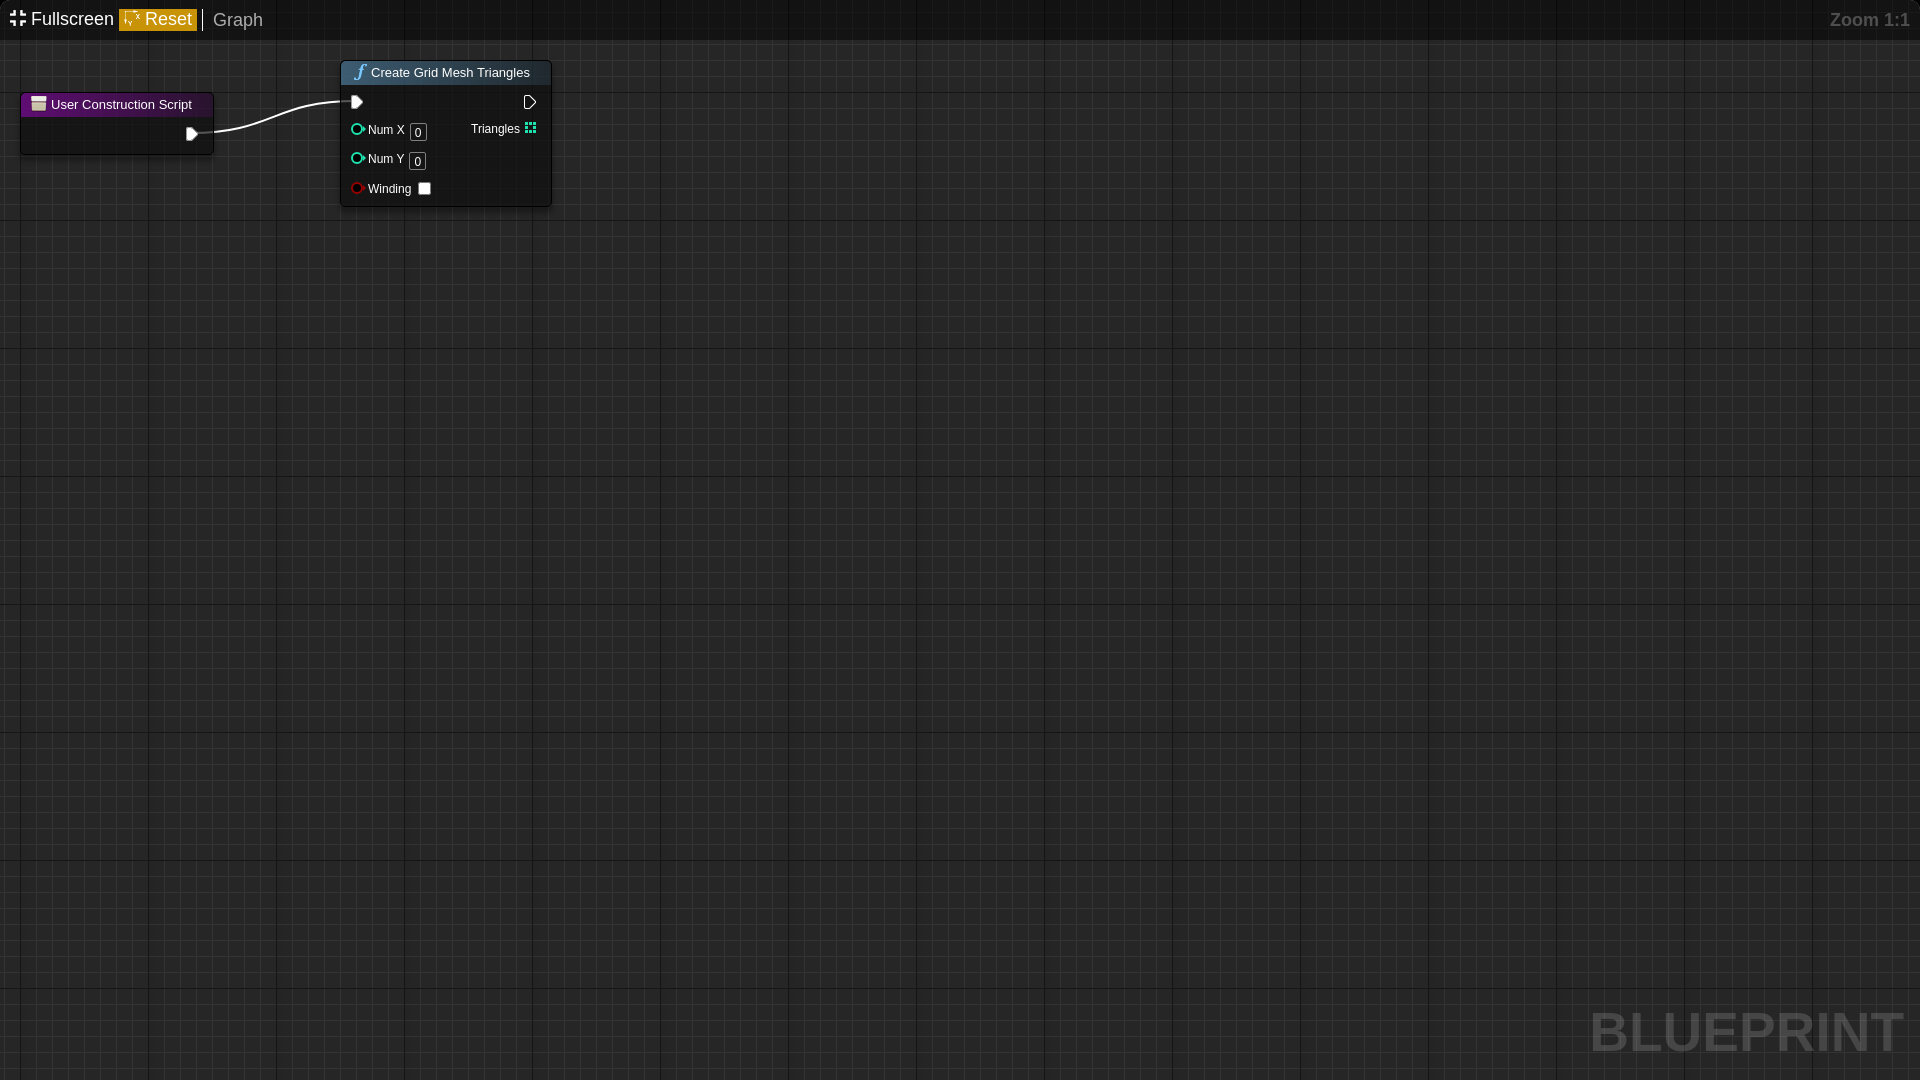 Fullscreen Reset Graph Zoom 1:1
Create Grid Mesh Triangles
User Construction Script
Num X 0 Triangles
Num Y 0
Winding
BLUEPRINT